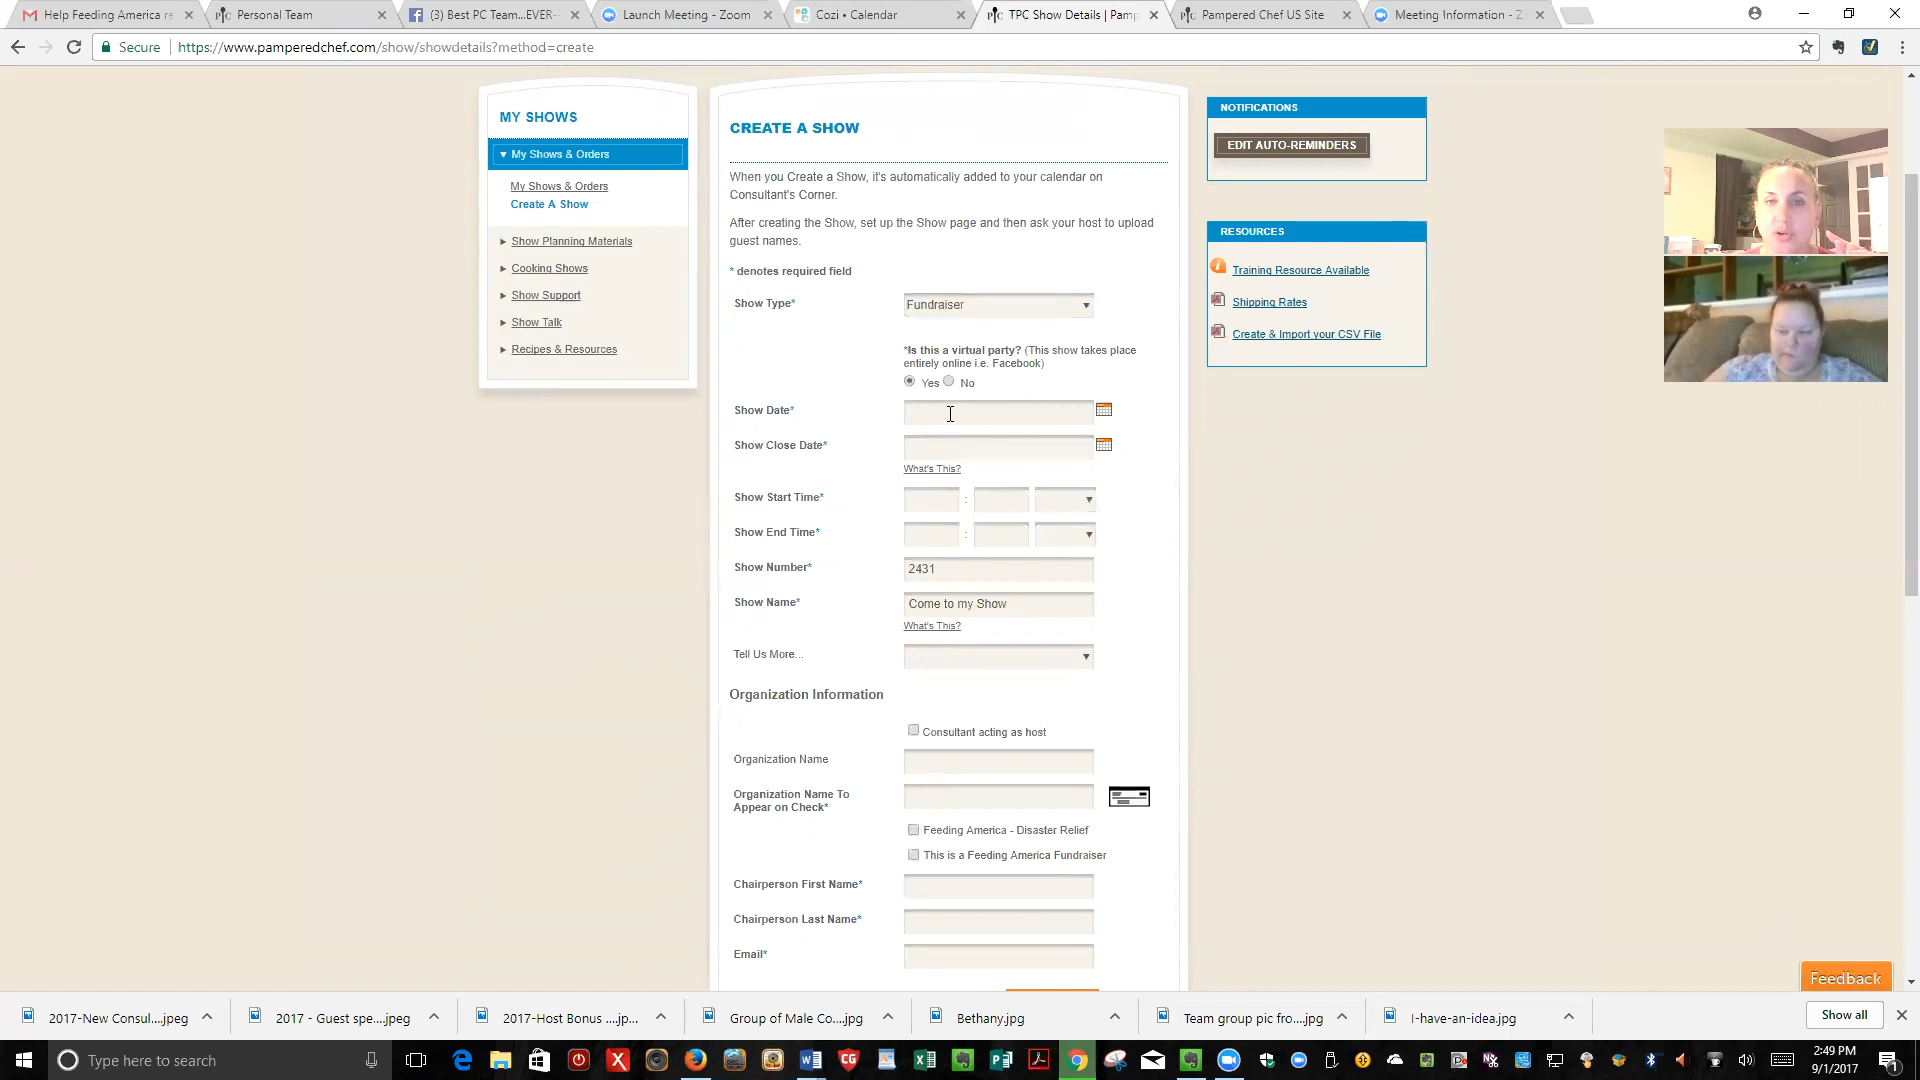 Help Feeding America re
Personal Team
(3) Best PC Team...EVER-
Launch Meeting - Zoom
Cozi • Calendar
TPC Show Details | Pamp
Pampered Chef US Site
Meeting Information - Z
Secure
https://www.pamperedchef.com/show/showdetails?method=create
MY SHOWS
My Shows & Orders
My Shows & Orders
Create A Show
Show Planning Materials
Cooking Shows
Show Support
Show Talk
Recipes & Resources
CREATE A SHOW
When you Create a Show, it's automatically added to your calendar on
Consultant's Corner.
After creating the Show, set up the Show page and then ask your host to upload
guest names.
* denotes required field
Show Type*
Fundraiser
*Is this a virtual party? (This show takes place
entirely online i.e. Facebook)
Yes No
Show Date*
Show Close Date*
What's This?
Show Start Time* :
Show End Time* :
Show Number* 2431
Show Name* Come to my Show
What's This?
Tell Us More...
Organization Information
Consultant acting as host
Organization Name
Organization Name To
Appear on Check*
Feeding America - Disaster Relief
This is a Feeding America Fundraiser
Chairperson First Name*
Chairperson Last Name*
Email*
NOTIFICATIONS
EDIT AUTO-REMINDERS
RESOURCES
Training Resource Available
Shipping Rates
Create & Import your CSV File
Feedback
2017-New Consul....jpeg
2017 - Guest spe....jpeg
2017-Host Bonus ....jp...
Group of Male Co....jpg
Bethany.jpg
Team group pic fro....jpg
I-have-an-idea.jpg
Show all
Type here to search
2:49 PM
9/1/2017